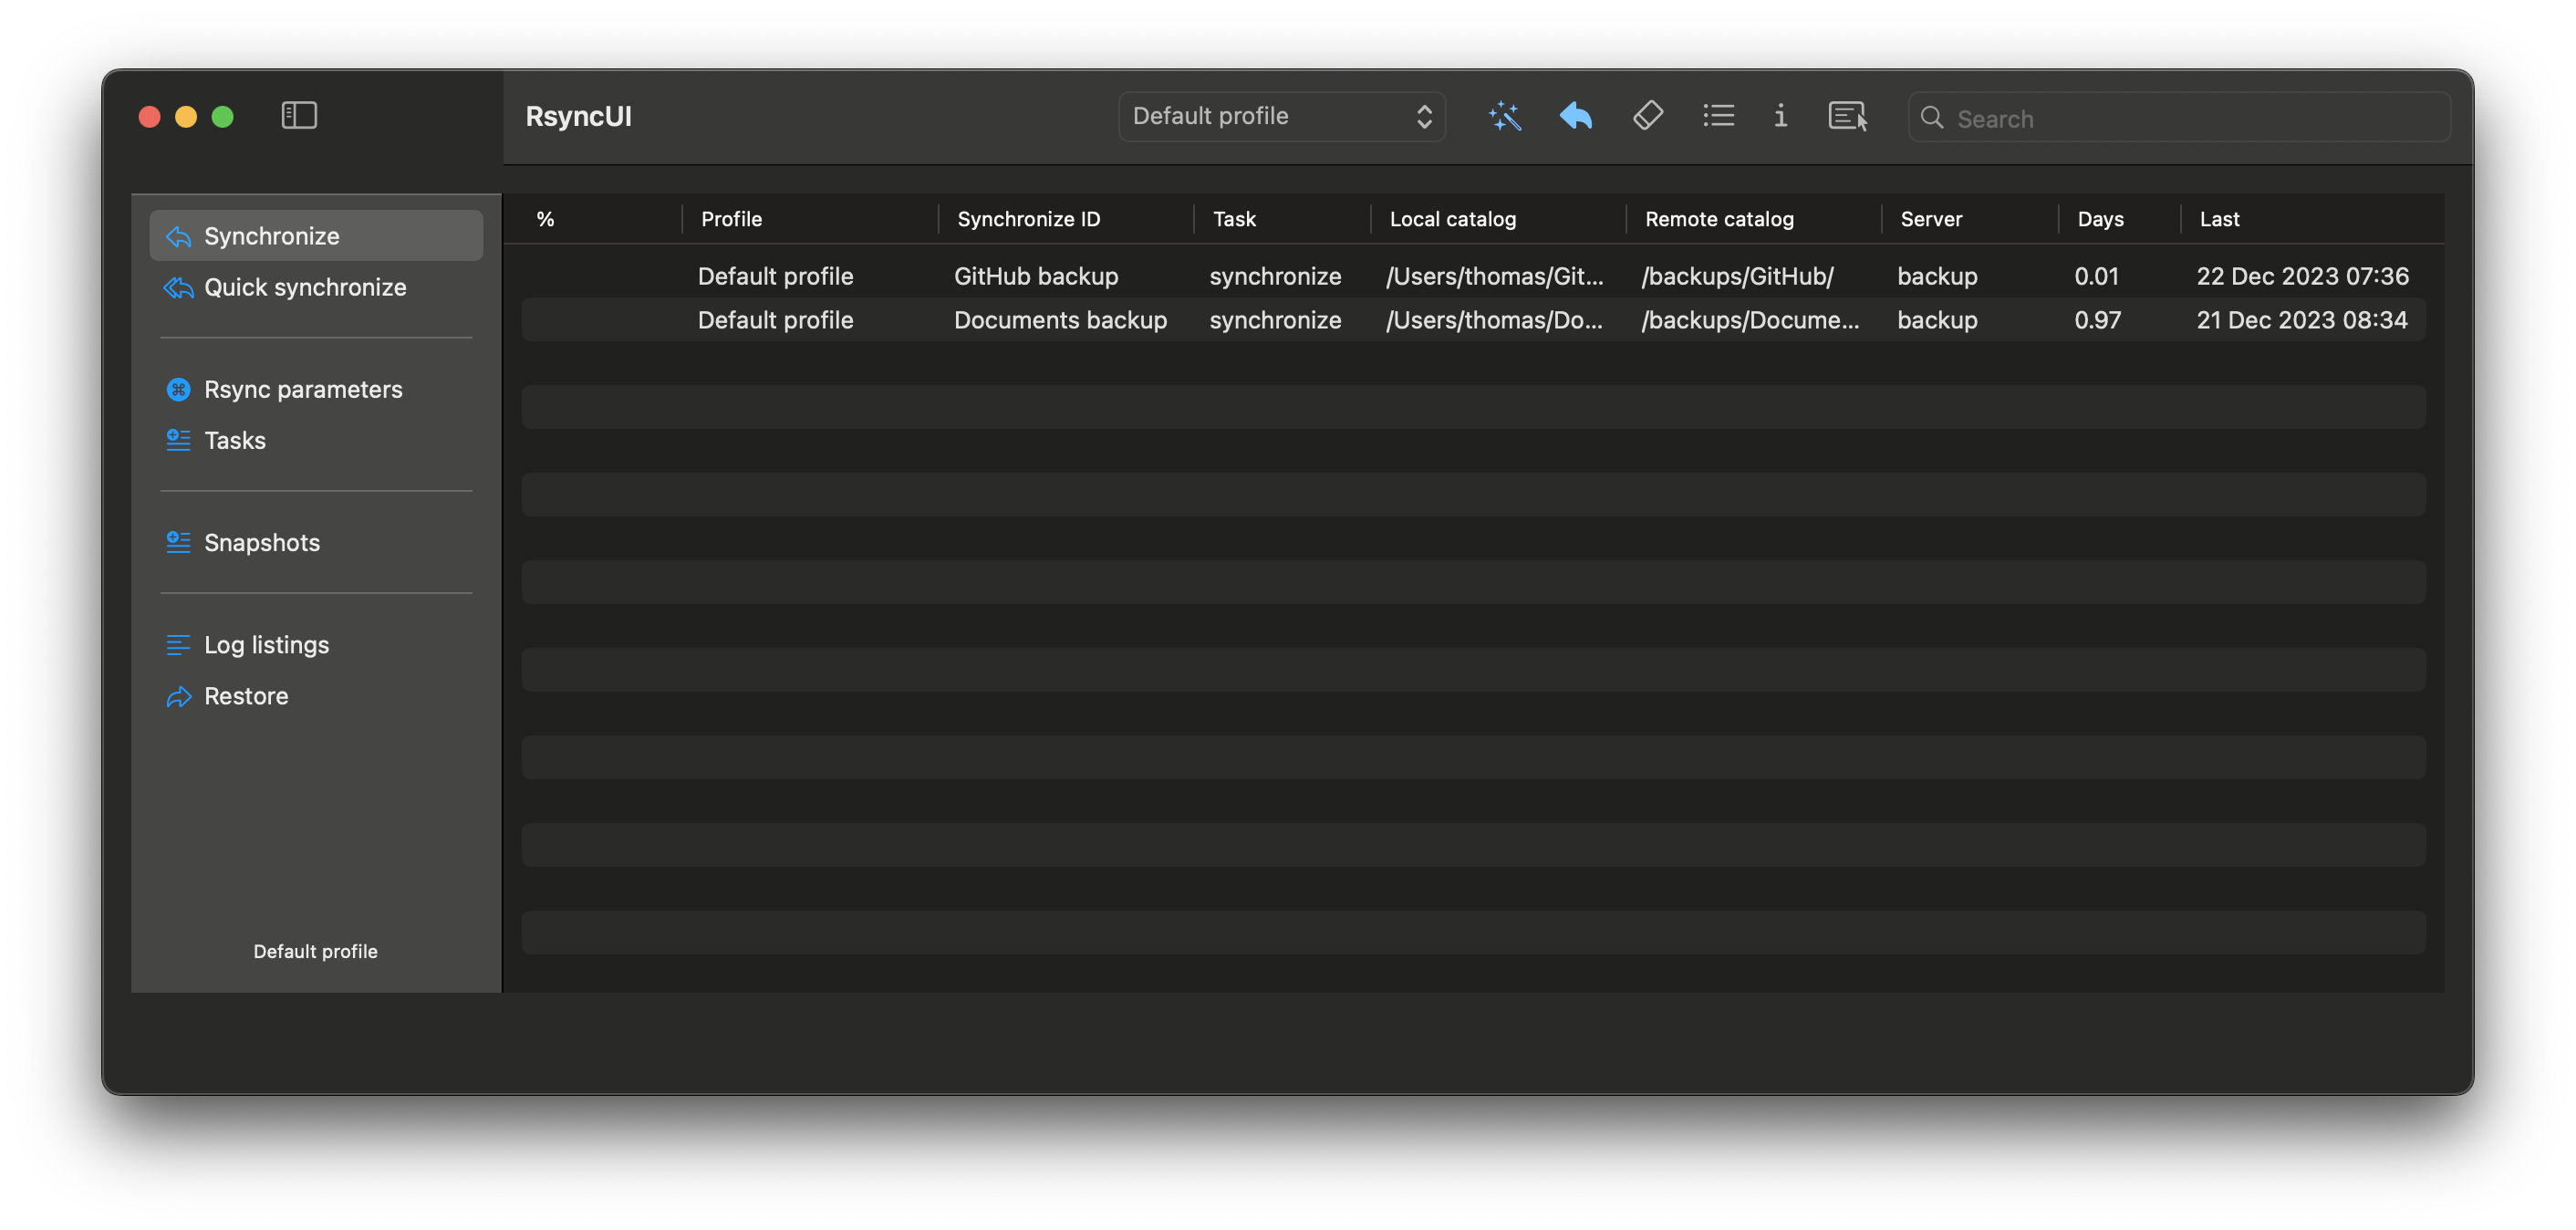 RsyncUI
Default profile
Search
Synchronize
Quick synchronize
Rsync parameters
Tasks
Snapshots
Log listings
Restore
Default profile
% Profile Synchronize ID Task Local catalog Remote catalog Server Days Last
Default profile GitHub backup synchronize /Users/thomas/Git... /backups/GitHub/ backup 0.01 22 Dec 2023 07:36
Default profile Documents backup synchronize /Users/thomas/Do... /backups/Docume... backup 0.97 21 Dec 2023 08:34